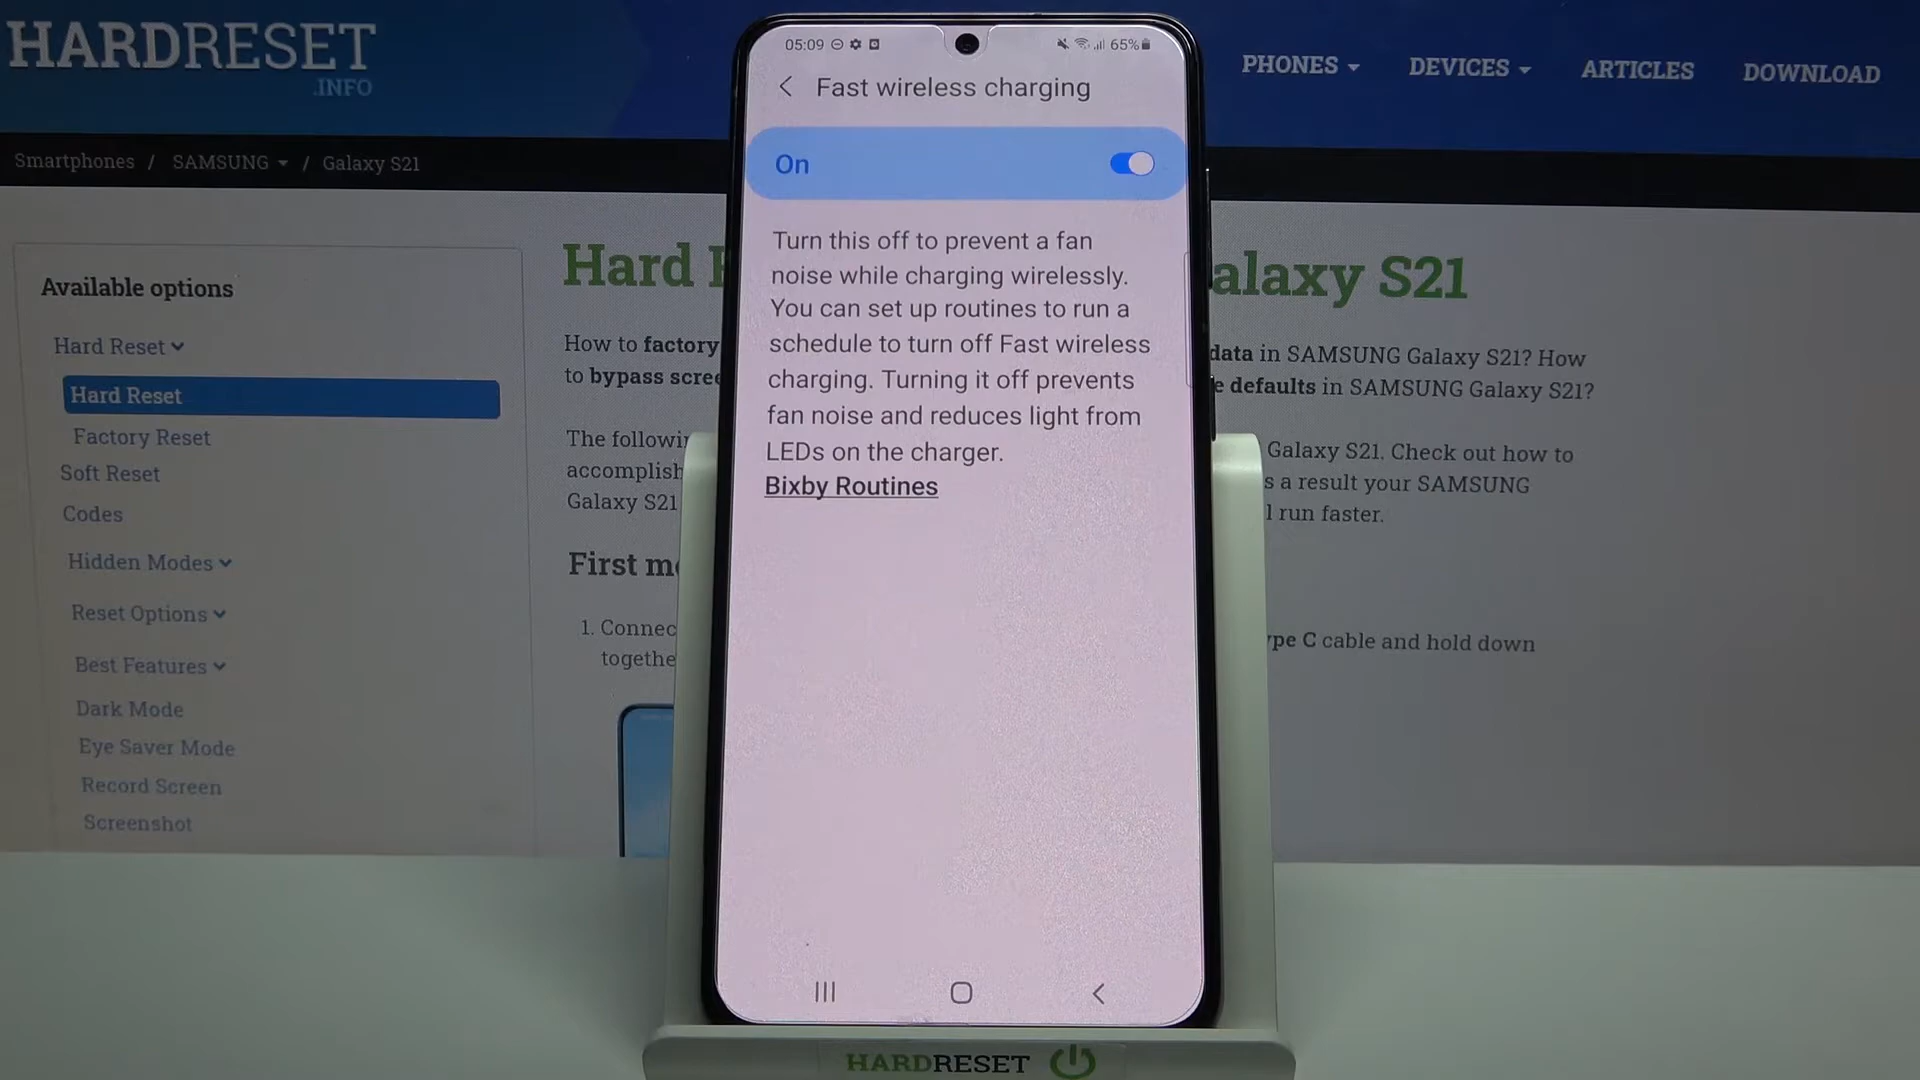 HARDRESET
.INFO
PHONES
DEVICES
ARTICLES
DOWNLOAD
Smartphones / SAMSUNG / Galaxy S21
Available options
Hard Reset
Hard Reset
Factory Reset
Soft Reset
Codes
Hidden Modes
Reset Options
Best Features
Dark Mode
Eye Saver Mode
Record Screen
Screenshot
05:09
65%
Fast wireless charging
On
Turn this off to prevent a fan
noise while charging wirelessly.
You can set up routines to run a
schedule to turn off Fast wireless
charging. Turning it off prevents
fan noise and reduces light from
LEDs on the charger.
Bixby Routines
Hard
alaxy S21
How to factory
data in SAMSUNG Galaxy S21? How
to bypass scree
e defaults in SAMSUNG Galaxy S21?
The followi
Galaxy S21. Check out how to
accomplish
s a result your SAMSUNG
Galaxy S21
l run faster.
First m
1. Connec
ype C cable and hold down
togethe
HARDRESET